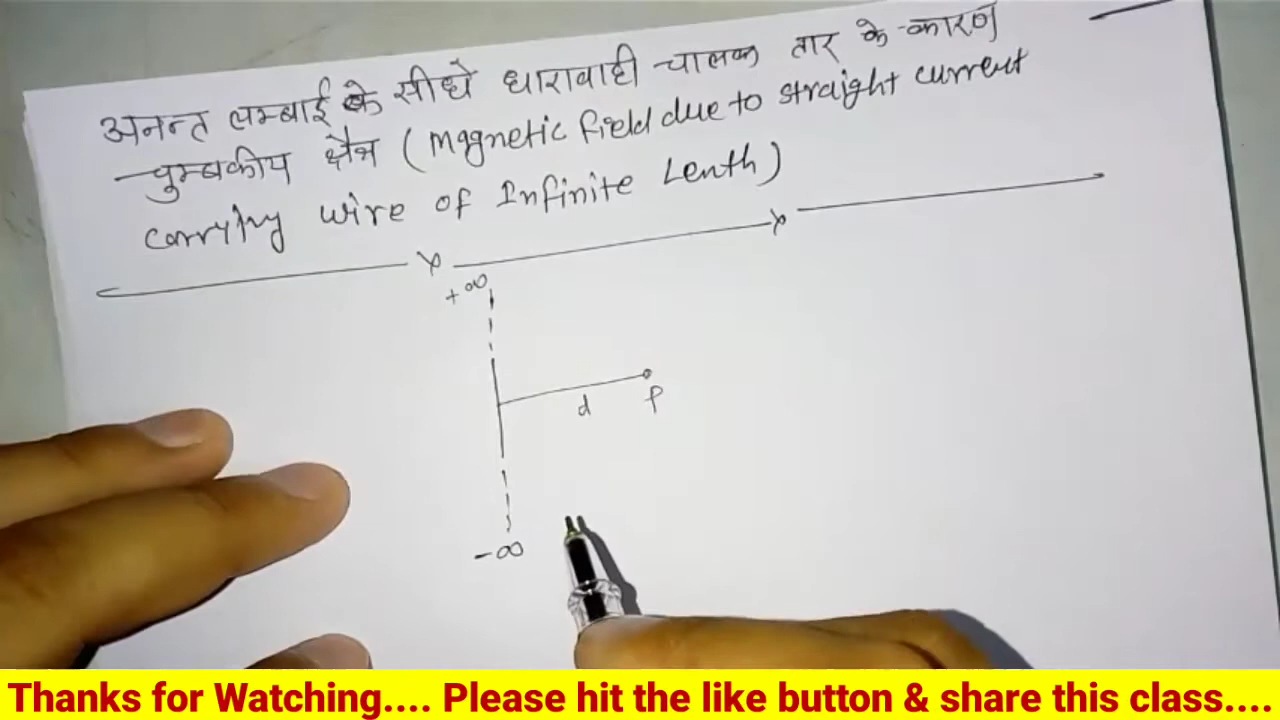 अनन्त लम्बाई के सीधे धारावाही चालक तार के कारण
चुम्बकीय क्षैत्र (Magnetic field due to straight current
carrying wire of Infinite Lenth)
+∞
d
P
-∞
Thanks for Watching.... Please hit the like button & share this class....